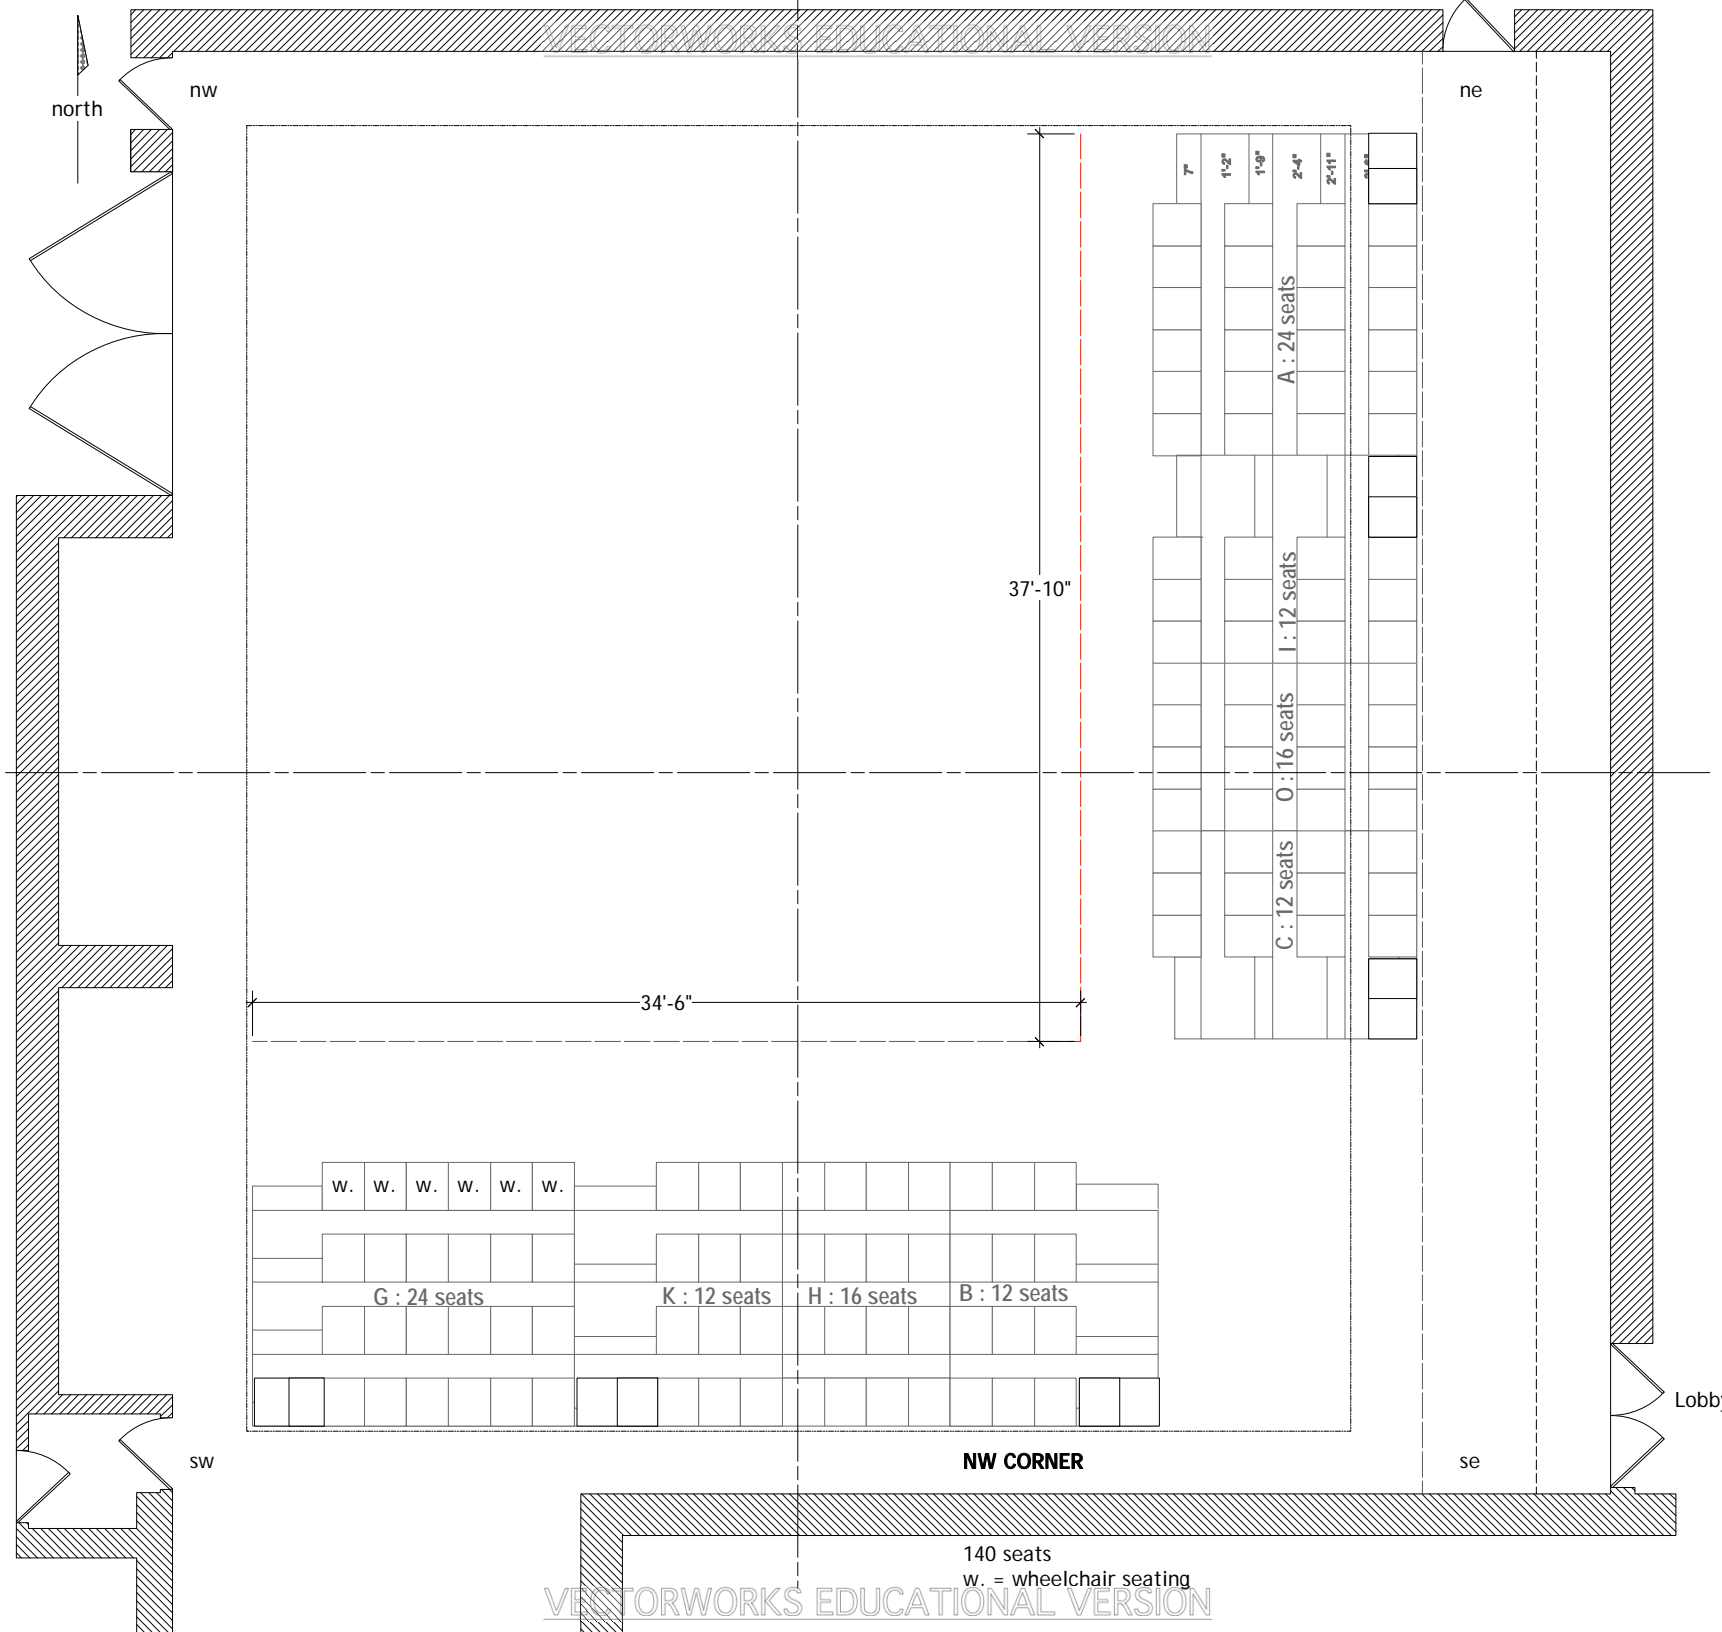 VECTORWORKS EDUCATIONAL VERSION
north
nw
ne
7"
1'-2"
1'-9"
2'-4"
2'-11"
A : 24 seats
37'-10"
I : 12 seats
O : 16 seats
C : 12 seats
34'-6"
w. w. w. w. w. w.
G : 24 seats
K : 12 seats
H : 16 seats
B : 12 seats
Lobby
sw
NW CORNER
se
140 seats
w. = wheelchair seating
VECTORWORKS EDUCATIONAL VERSION